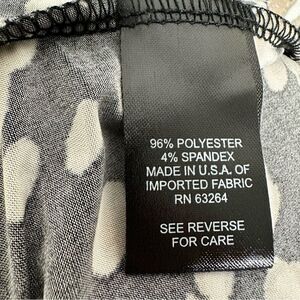 96% POLYESTER
4% SPANDEX
MADE IN U.S.A. OF
IMPORTED FABRIC
RN 63264
SEE REVERSE
FOR CARE